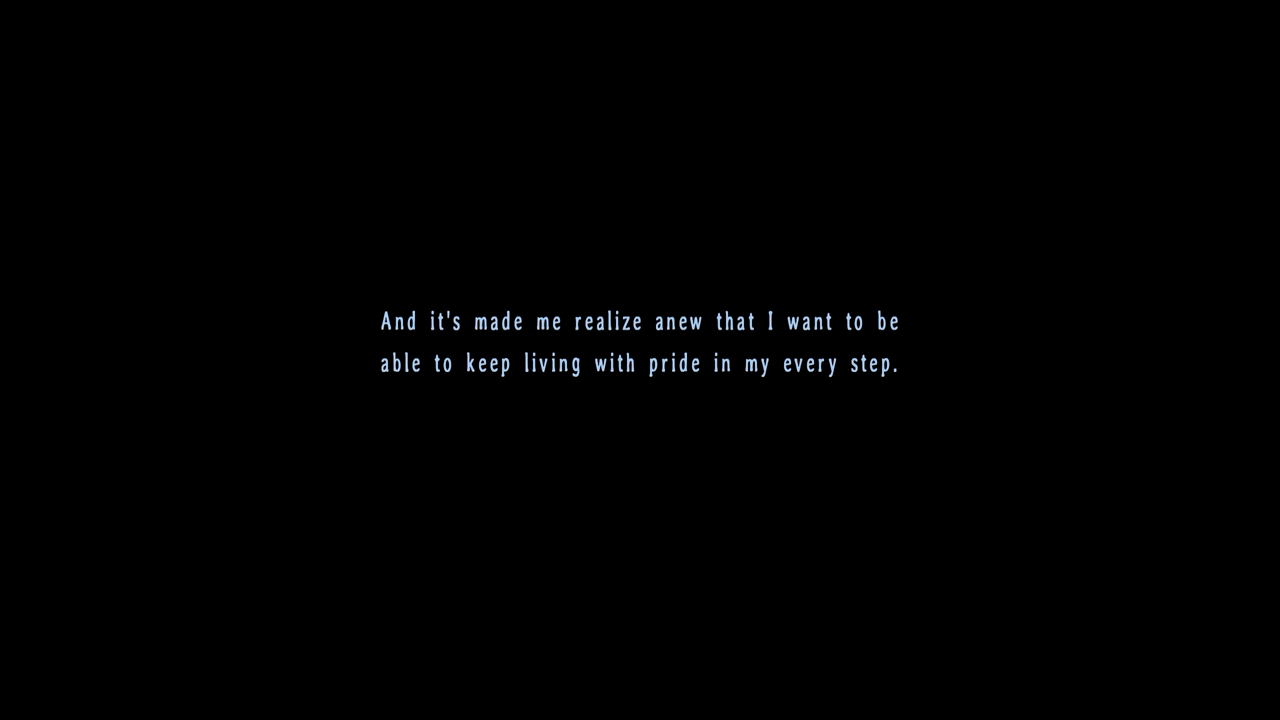 And it's made me realize anew that I want to be
able to keep living with pride in my every step.